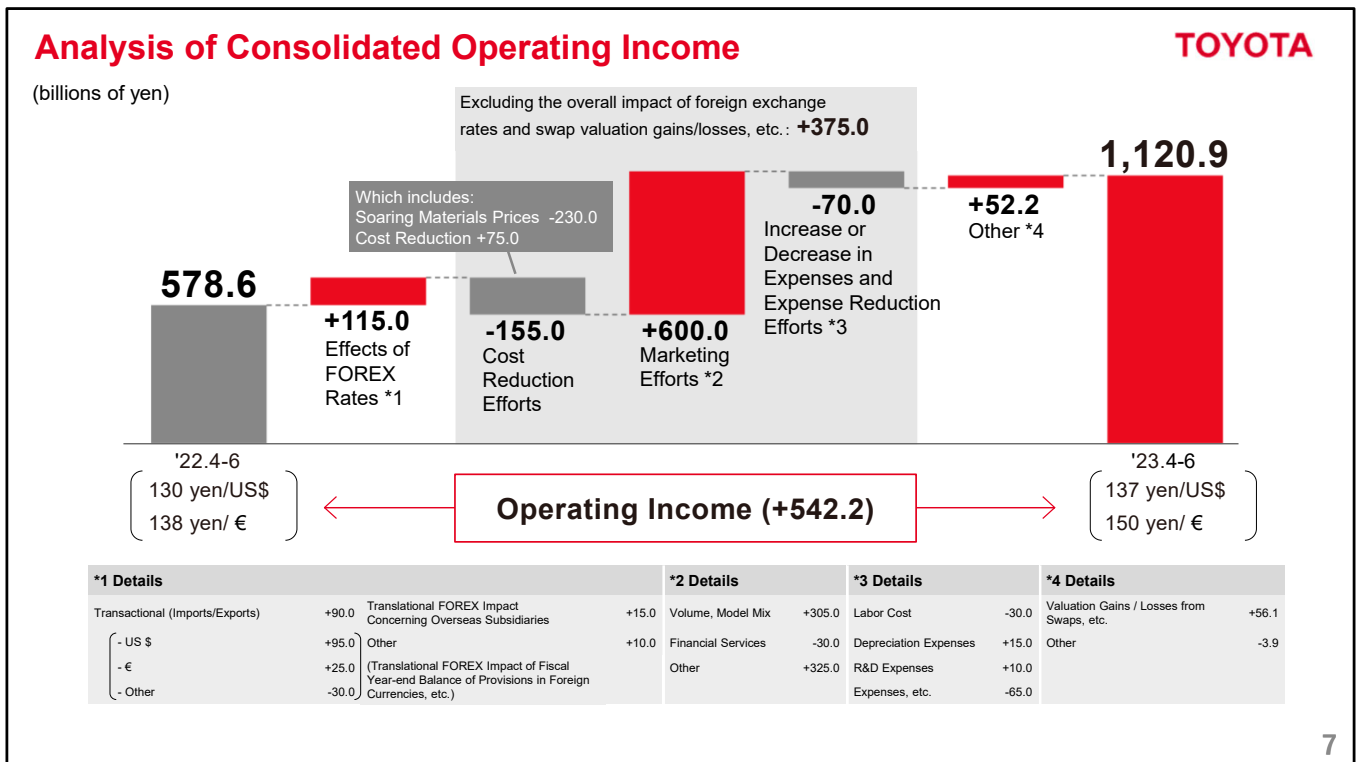 Analysis of Consolidated Operating Income
TOYOTA
(billions of yen)
Excluding the overall impact of foreign exchange
rates and swap valuation gains/losses, etc.: +375.0
Which includes:
Soaring Materials Prices -230.0
Cost Reduction +75.0
578.6
+115.0
Effects of
FOREX
Rates *1
-155.0
Cost
Reduction
Efforts
+600.0
Marketing
Efforts *2
-70.0
Increase or
Decrease in
Expenses and
Expense Reduction
Efforts *3
+52.2
Other *4
1,120.9
'22.4-6
130 yen/US$
138 yen/ €
Operating Income (+542.2)
'23.4-6
137 yen/US$
150 yen/ €
*1 Details
Transactional (Imports/Exports) +90.0
- US $ +95.0
- € +25.0
- Other -30.0
Translational FOREX Impact
Concerning Overseas Subsidiaries +15.0
Other +10.0
(Translational FOREX Impact of Fiscal
Year-end Balance of Provisions in Foreign
Currencies, etc.)
*2 Details
Volume, Model Mix +305.0
Financial Services -30.0
Other +325.0
*3 Details
Labor Cost -30.0
Depreciation Expenses +15.0
R&D Expenses +10.0
Expenses, etc. -65.0
*4 Details
Valuation Gains / Losses from
Swaps, etc. +56.1
Other -3.9
7